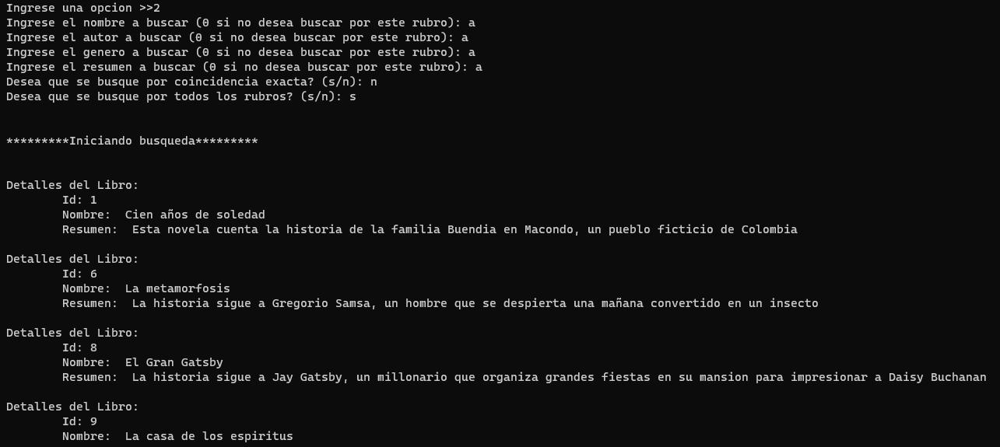 Ingrese una opcion >>2
Ingrese el nombre a buscar (0 si no desea buscar por este rubro): a
Ingrese el autor a buscar (0 si no desea buscar por este rubro): a
Ingrese el genero a buscar (0 si no desea buscar por este rubro): a
Ingrese el resumen a buscar (0 si no desea buscar por este rubro): a
Desea que se busque por coincidencia exacta? (s/n): n
Desea que se busque por todos los rubros? (s/n): s
*********Iniciando busqueda*********
Detalles del Libro:
Id: 1
Nombre:  Cien años de soledad
Resumen:  Esta novela cuenta la historia de la familia Buendia en Macondo, un pueblo ficticio de Colombia
Detalles del Libro:
Id: 6
Nombre:  La metamorfosis
Resumen:  La historia sigue a Gregorio Samsa, un hombre que se despierta una mañana convertido en un insecto
Detalles del Libro:
Id: 8
Nombre:  El Gran Gatsby
Resumen:  La historia sigue a Jay Gatsby, un millonario que organiza grandes fiestas en su mansion para impresionar a Daisy Buchanan
Detalles del Libro:
Id: 9
Nombre:  La casa de los espiritus